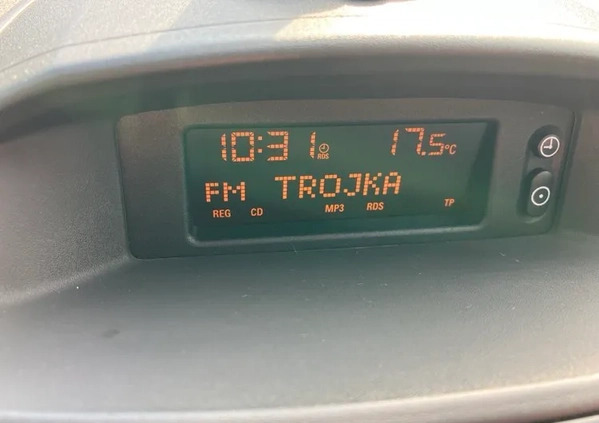 10:31 RDS 17.5°C
FM TROJKA
REG CD MP3 RDS TP